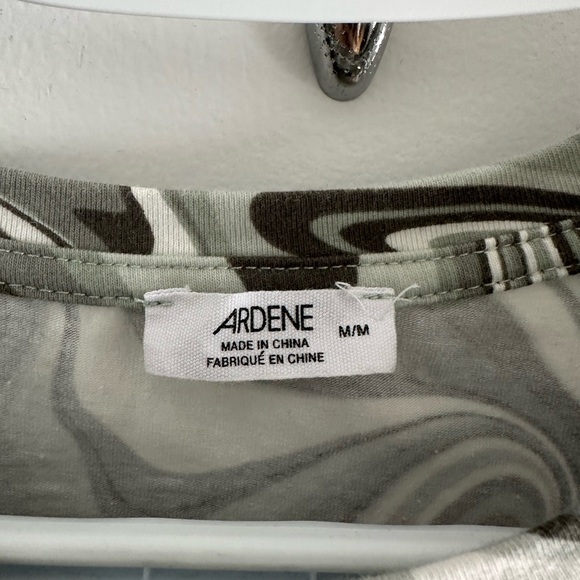 ARDENE
M/M
MADE IN CHINA
FABRIQUÉ EN CHINE